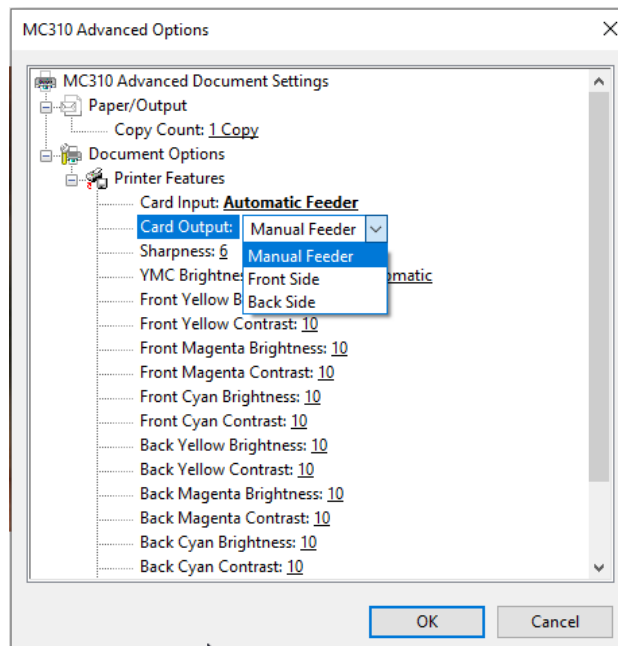 MC310 Advanced Options
MC310 Advanced Document Settings
Paper/Output
Copy Count: 1 Copy
Document Options
Printer Features
Card Input: Automatic Feeder
Card Output: Manual Feeder
Manual Feeder
Sharpness: 6
Front Side
YMC Brightne
omatic
Back Side
Front Yellow B
Front Yellow Contrast: 10
Front Magenta Brightness: 10
Front Magenta Contrast: 10
Front Cyan Brightness: 10
Front Cyan Contrast: 10
Back Yellow Brightness: 10
Back Yellow Contrast: 10
Back Magenta Brightness: 10
Back Magenta Contrast: 10
Back Cyan Brightness: 10
Back Cyan Contrast: 10
OK
Cancel